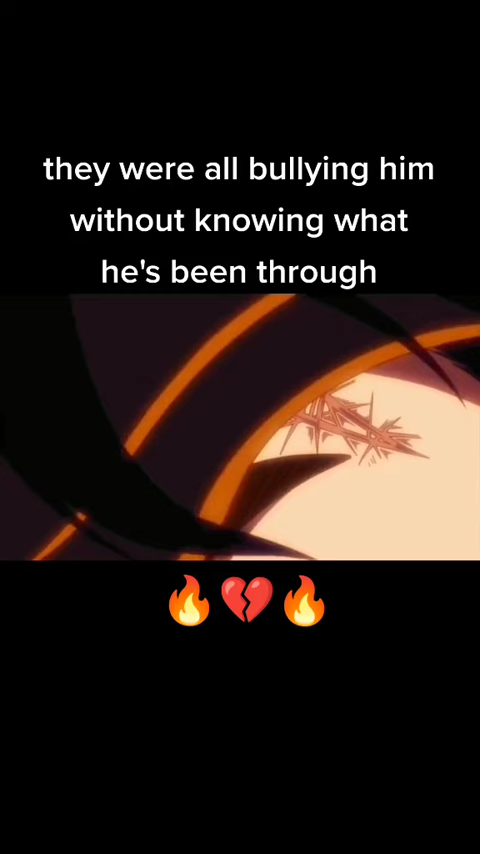 they were all bullying him
without knowing what
he's been through
🔥💔🔥